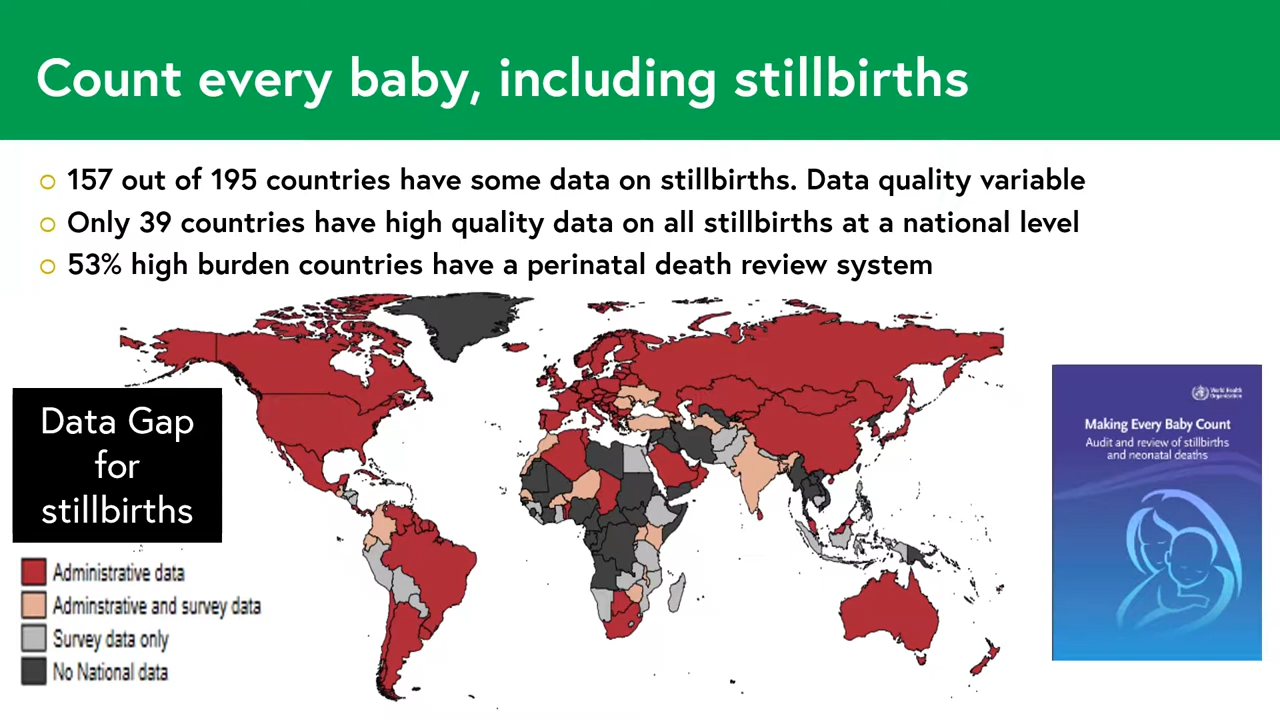 Count every baby, including stillbirths
157 out of 195 countries have some data on stillbirths. Data quality variable
Only 39 countries have high quality data on all stillbirths at a national level
53% high burden countries have a perinatal death review system
Data Gap
for
stillbirths
Administrative data
Adminstrative and survey data
Survey data only
No National data
World Health
Organization
Making Every Baby Count
Audit and review of stillbirths
and neonatal deaths